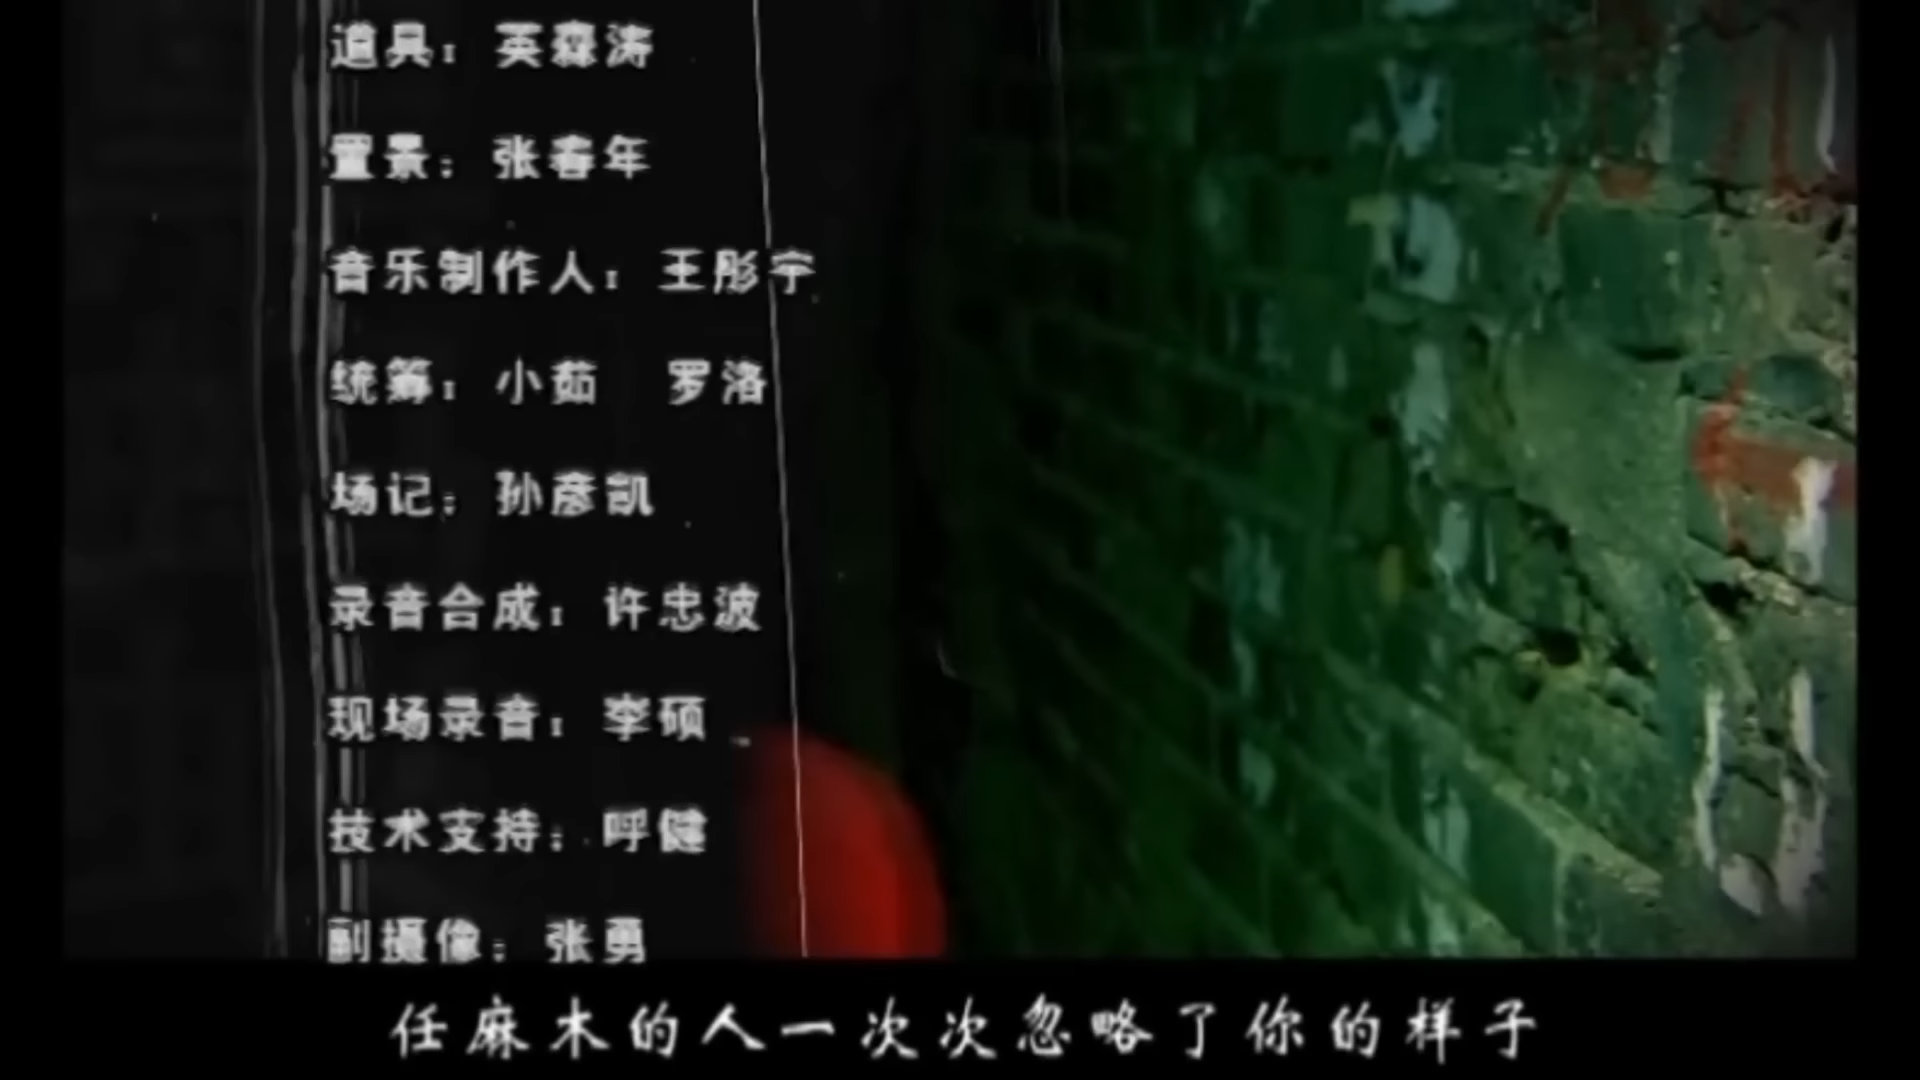 道具：英森涛
置景：张春年
音乐制作人：王彤宇
统筹：小茹 罗洛
场记：孙彦凯
录音合成：许忠波
现场录音：李硕
技术支持：呼健
副摄像：张勇
任麻木的人一次次忽略了你的样子